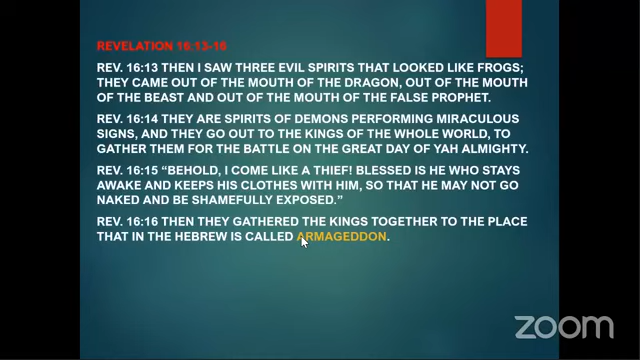 REVELATION 16:13-16
REV. 16:13 THEN I SAW THREE EVIL SPIRITS THAT LOOKED LIKE FROGS;
THEY CAME OUT OF THE MOUTH OF THE DRAGON, OUT OF THE MOUTH
OF THE BEAST AND OUT OF THE MOUTH OF THE FALSE PROPHET.
REV. 16:14 THEY ARE SPIRITS OF DEMONS PERFORMING MIRACULOUS
SIGNS, AND THEY GO OUT TO THE KINGS OF THE WHOLE WORLD, TO
GATHER THEM FOR THE BATTLE ON THE GREAT DAY OF YAH ALMIGHTY.
REV. 16:15 “BEHOLD, I COME LIKE A THIEF! BLESSED IS HE WHO STAYS
AWAKE AND KEEPS HIS CLOTHES WITH HIM, SO THAT HE MAY NOT GO
NAKED AND BE SHAMEFULLY EXPOSED.”
REV. 16:16 THEN THEY GATHERED THE KINGS TOGETHER TO THE PLACE
THAT IN THE HEBREW IS CALLED ARMAGEDDON.
zoom